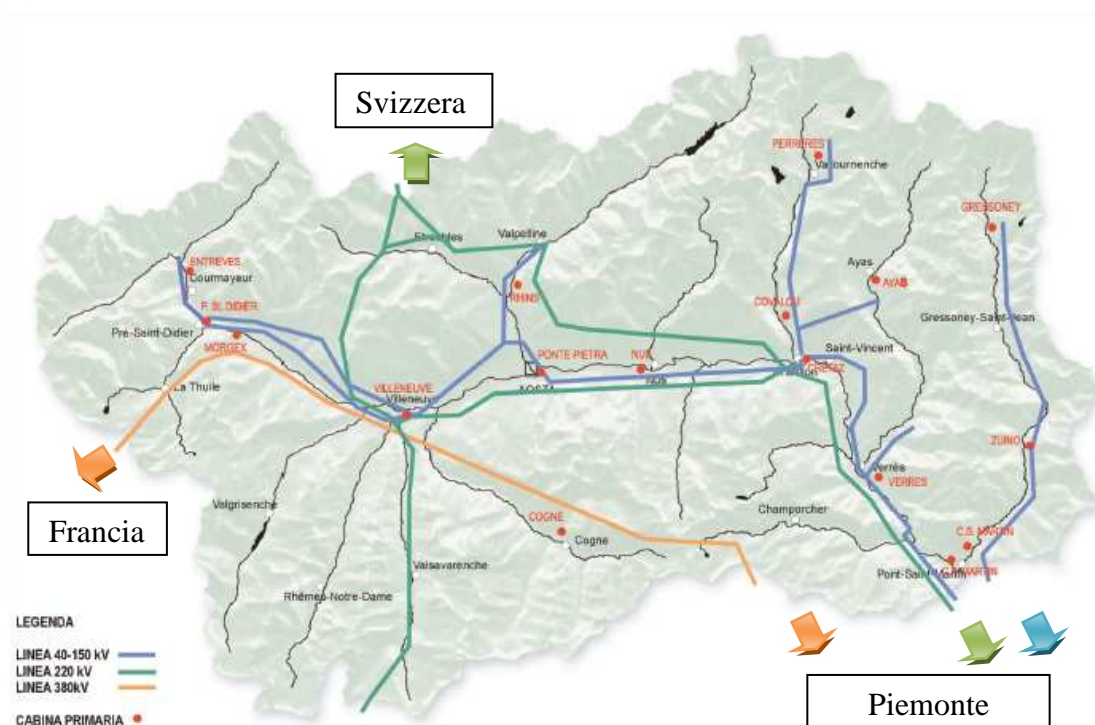 Svizzera
PERRERES
Valtournenche
GRESSONEY
Etroubles
Valpelline
ENTREVES
Courmayeur
Ayas
AYAS
RHINS
P. St. DIDIER
COVALOU
Gressoney-Saint-Jean
Pré-Saint-Didier
MORGEX
Saint-Vincent
PONTE PIETRA
NUS
La Thuile
AOSTA
NUS
VILLENEUVE
Villeneuve
ZUINO
Verrès
VERRES
Francia
Valgrisenche
COGNE
Cogne
Champorcher
Valsavarenche
Pont-Saint-Martin
Rhêmes-Notre-Dame
LEGENDA
LINEA 40-150 kV
LINEA 220 kV
LINEA 380kV
CABINA PRIMARIA
Piemonte